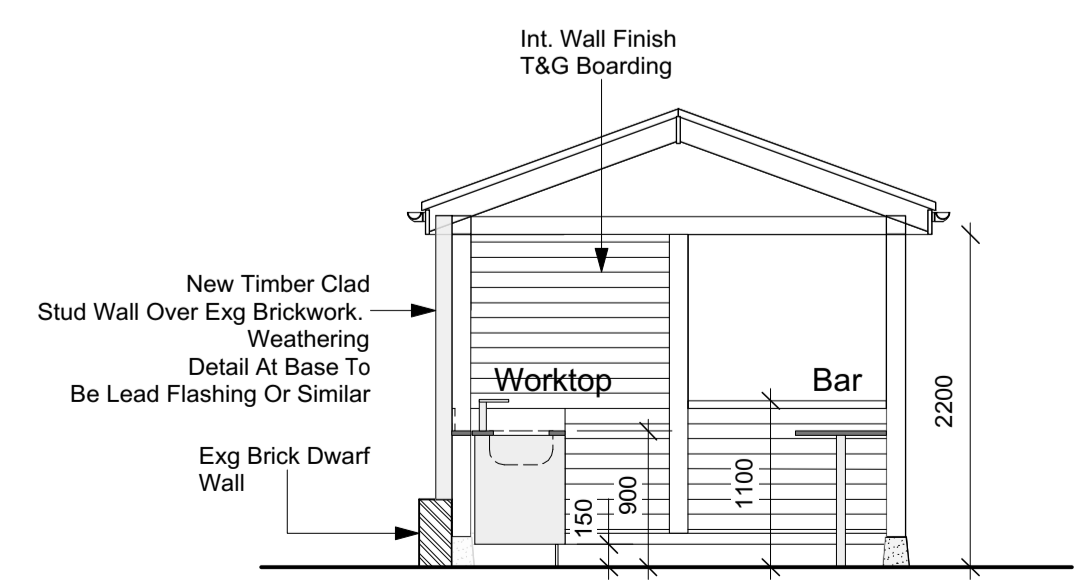 Int. Wall Finish
T&G Boarding
New Timber Clad
Stud Wall Over Exg Brickwork.
Weathering
Detail At Base To
Be Lead Flashing Or Similar
Worktop
Bar
Exg Brick Dwarf
Wall
150
900
1100
2200